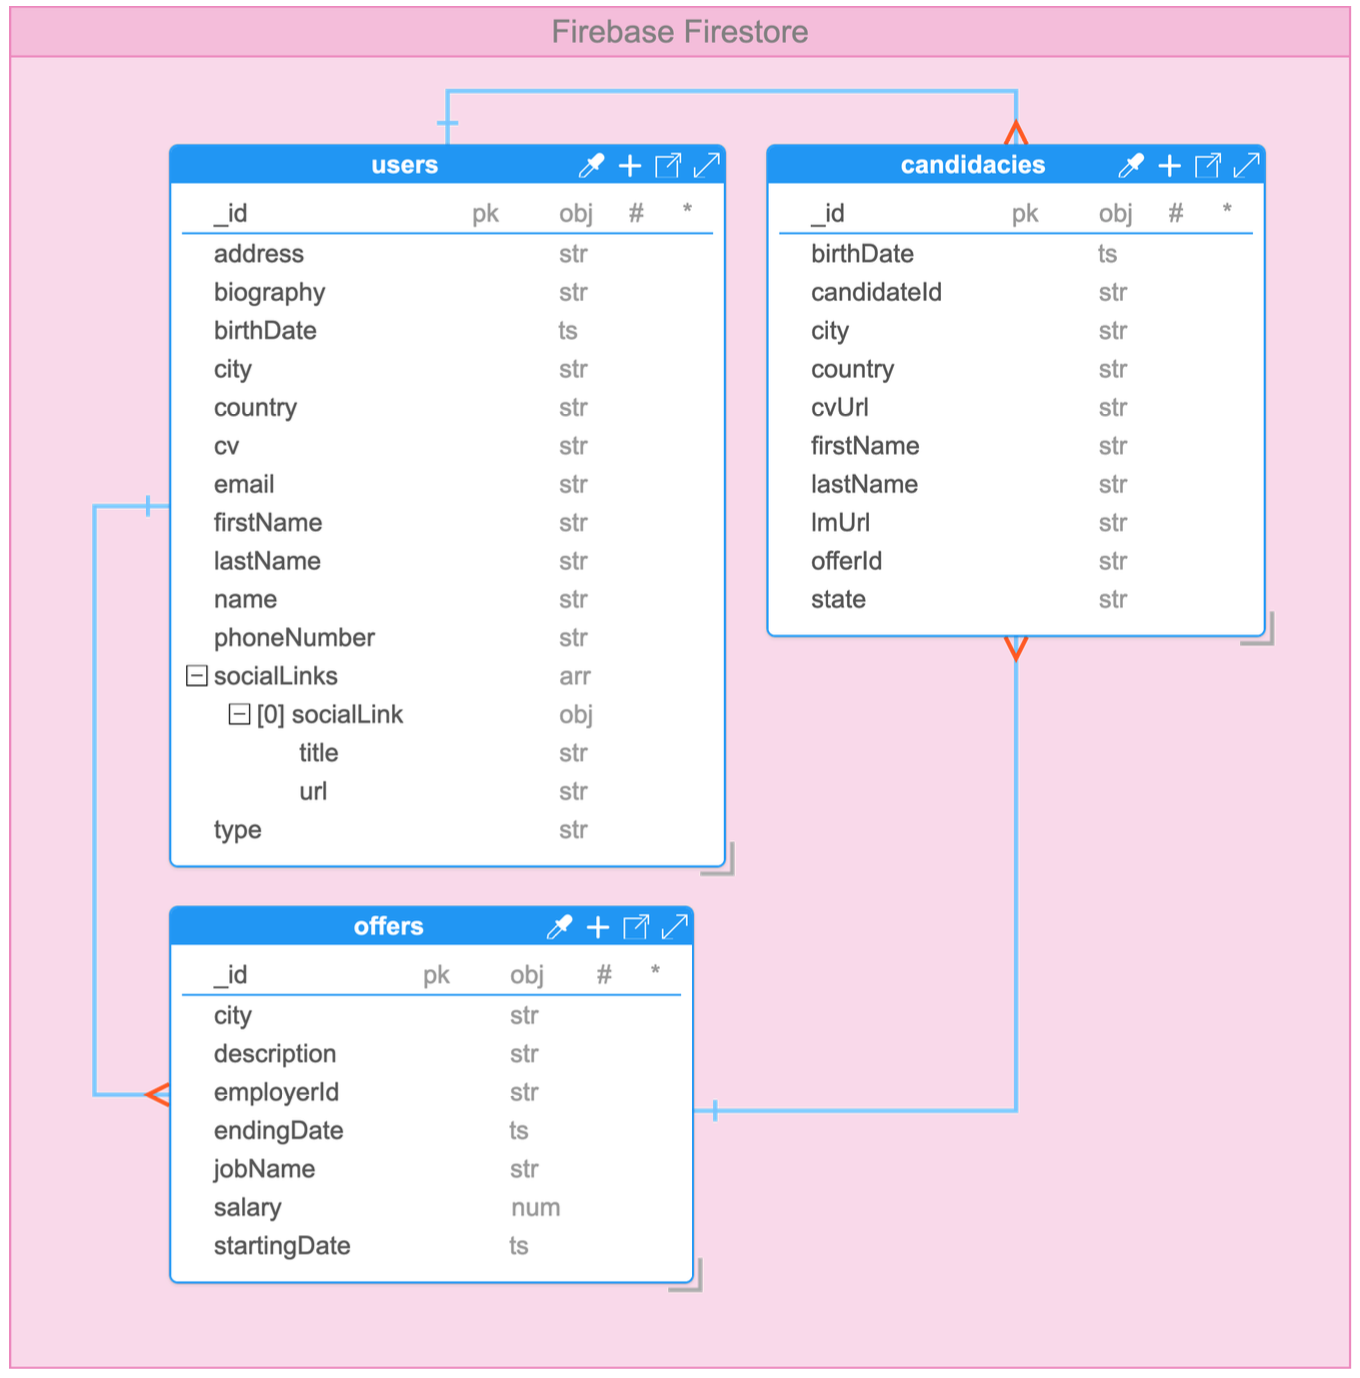 Firebase Firestore
users
_id pk obj # *
address str
biography str
birthDate ts
city str
country str
cv str
email str
firstName str
lastName str
name str
phoneNumber str
socialLinks arr
[0] socialLink obj
title str
url str
type str
candidacies
_id pk obj # *
birthDate ts
candidateId str
city str
country str
cvUrl str
firstName str
lastName str
lmUrl str
offerId str
state str
offers
_id pk obj # *
city str
description str
employerId str
endingDate ts
jobName str
salary num
startingDate ts